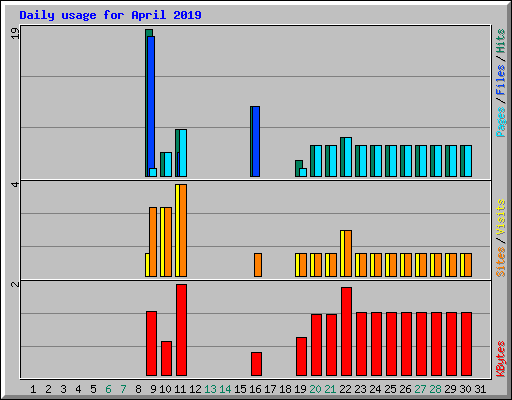 Daily usage for April 2019
19
4
2
Pages / Files / Hits
Sites / Visits
KBytes
1 2 3 4 5 6 7 8 9 10 11 12 13 14 15 16 17 18 19 20 21 22 23 24 25 26 27 28 29 30 31